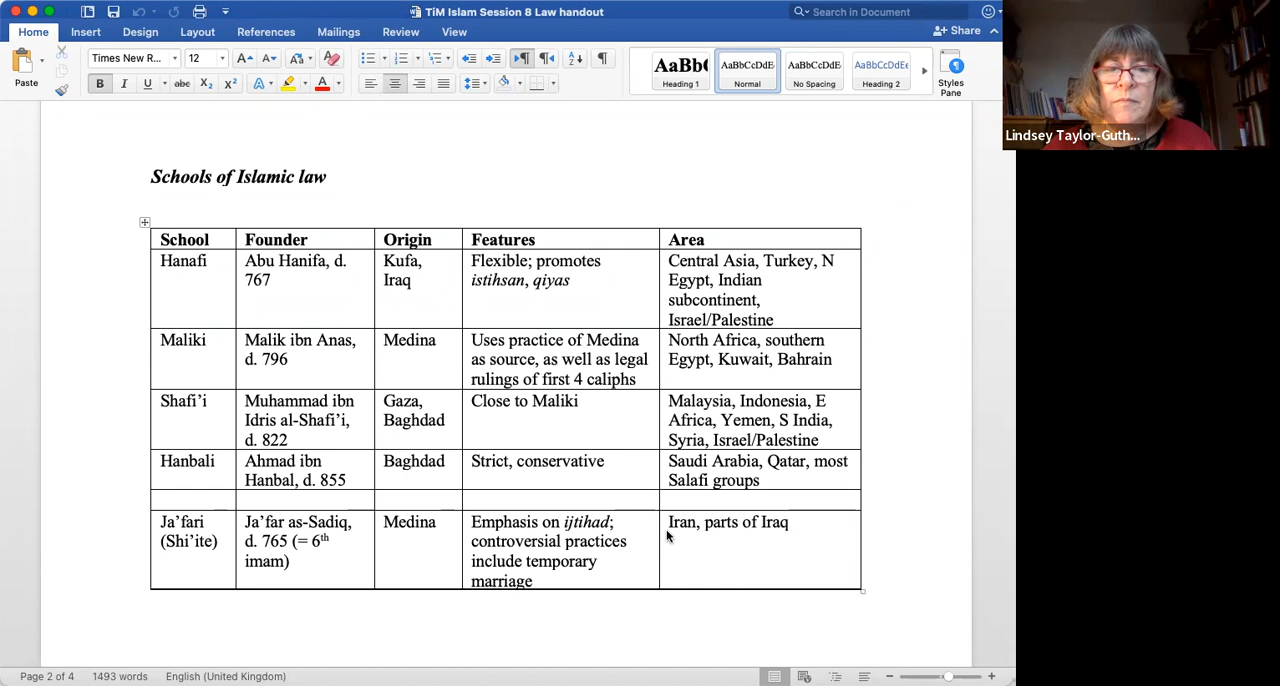 TiM Islam Session 8 Law handout
Search in Document
Home
Insert
Design
Layout
References
Mailings
Review
View
Share
Paste
Times New R...
12
AaBb(
Heading 1
AaBbCcDdE
Normal
AaBbCcDdE
No Spacing
AaBbCcDdEe
Heading 2
Styles
Pane
Lindsey Taylor-Guth...
Schools of Islamic law
School
Founder
Origin
Features
Area
Hanafi
Abu Hanifa, d.
767
Kufa,
Iraq
Flexible; promotes
istihsan, qiyas
Central Asia, Turkey, N
Egypt, Indian
subcontinent,
Israel/Palestine
Maliki
Malik ibn Anas,
d. 796
Medina
Uses practice of Medina
as source, as well as legal
rulings of first 4 caliphs
North Africa, southern
Egypt, Kuwait, Bahrain
Shafi’i
Muhammad ibn
Idris al-Shafi’i,
d. 822
Gaza,
Baghdad
Close to Maliki
Malaysia, Indonesia, E
Africa, Yemen, S India,
Syria, Israel/Palestine
Hanbali
Ahmad ibn
Hanbal, d. 855
Baghdad
Strict, conservative
Saudi Arabia, Qatar, most
Salafi groups
Ja’fari
(Shi’ite)
Ja’far as-Sadiq,
d. 765 (= 6th
imam)
Medina
Emphasis on ijtihad;
controversial practices
include temporary
marriage
Iran, parts of Iraq
Page 2 of 4
1493 words
English (United Kingdom)